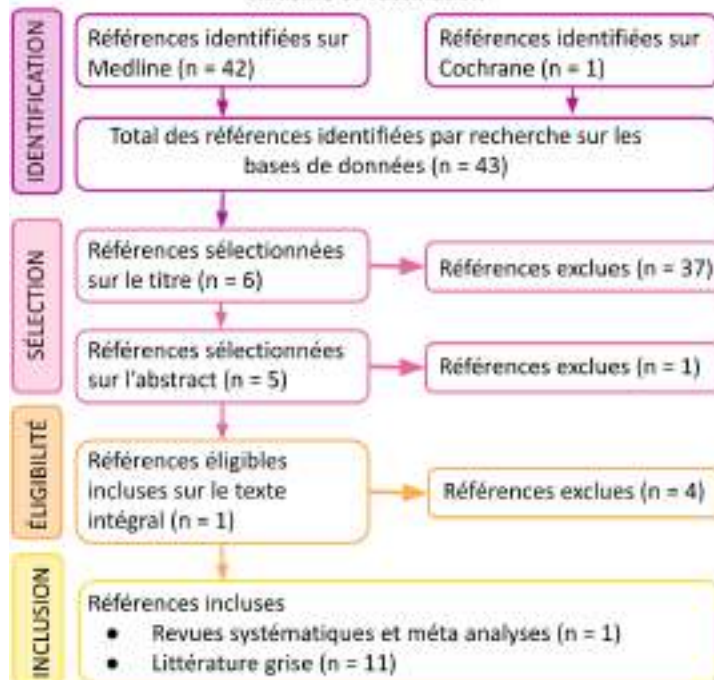 IDENTIFICATION
Références identifiées sur
Medline (n = 42)
Références identifiées sur
Cochrane (n = 1)
Total des références identifiées par recherche sur les
bases de données (n = 43)
SÉLECTION
Références sélectionnées
sur le titre (n = 6)
Références exclues (n = 37)
Références sélectionnées
sur l'abstract (n = 5)
Références exclues (n = 1)
ÉLIGIBILITÉ
Références éligibles
incluses sur le texte
intégral (n = 1)
Références exclues (n = 4)
INCLUSION
Références incluses
● Revues systématiques et méta analyses (n = 1)
● Littérature grise (n = 11)